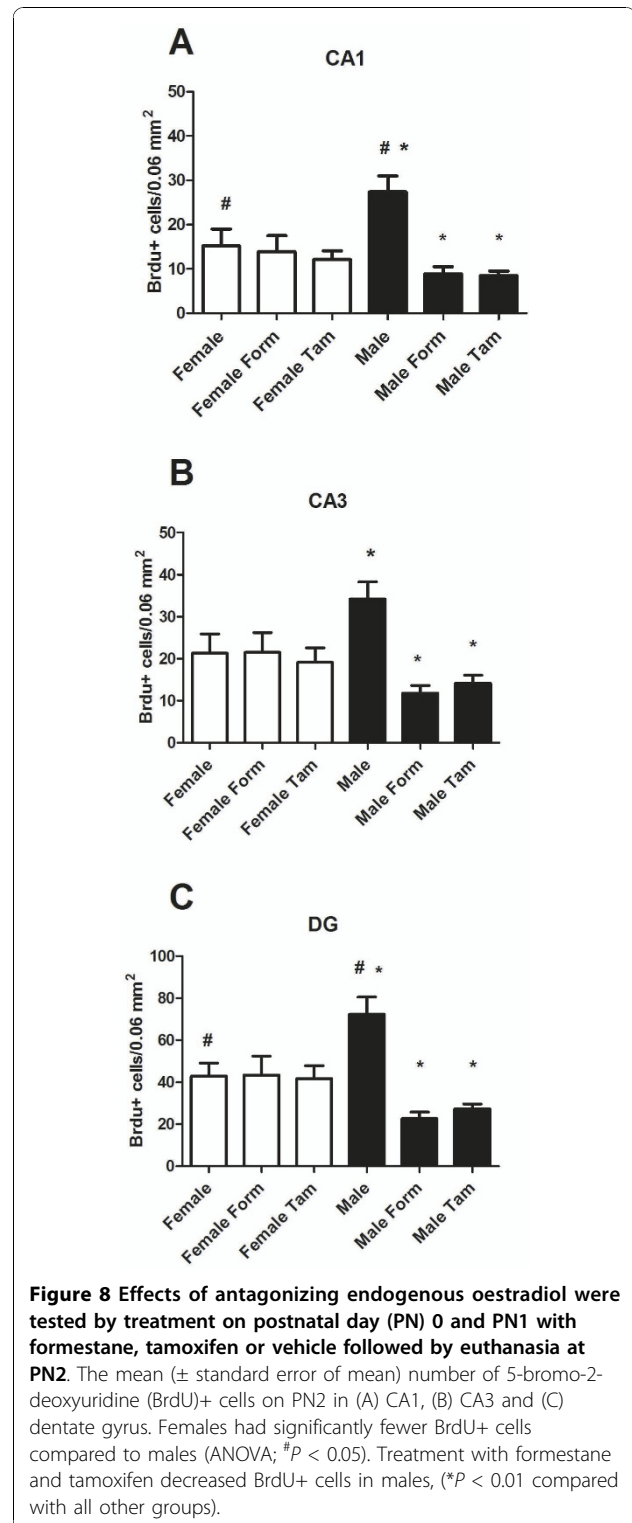 A
CA1
Brdu+ cells/0.06 mm²
50
40
30
20
10
0
#
# *
*
*
Female
Female Form
Female Tam
Male
Male Form
Male Tam
B
CA3
Brdu+ cells/0.06 mm²
50
40
30
20
10
0
*
*
*
Female
Female Form
Female Tam
Male
Male Form
Male Tam
C
DG
Brdu+ cells/0.06 mm²
100
80
60
40
20
0
#
# *
*
*
Female
Female Form
Female Tam
Male
Male Form
Male Tam
Figure 8 Effects of antagonizing endogenous oestradiol were
tested by treatment on postnatal day (PN) 0 and PN1 with
formestane, tamoxifen or vehicle followed by euthanasia at
PN2. The mean (± standard error of mean) number of 5-bromo-2-
deoxyuridine (BrdU)+ cells on PN2 in (A) CA1, (B) CA3 and (C)
dentate gyrus. Females had significantly fewer BrdU+ cells
compared to males (ANOVA; #P < 0.05). Treatment with formestane
and tamoxifen decreased BrdU+ cells in males, (*P < 0.01 compared
with all other groups).